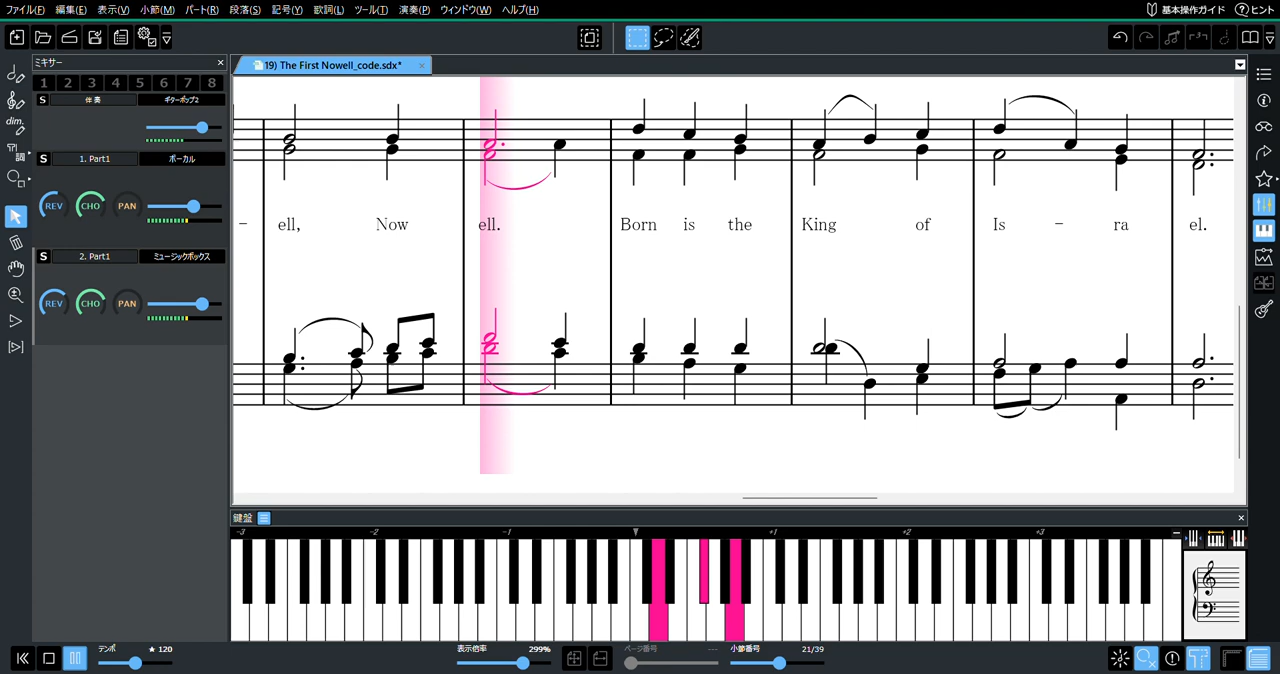 ファイル(F) 編集(E) 表示(V) 小節(M) パート(R) 段落(S) 記号(Y) 歌詞(L) ツール(T) 演奏(P) ウィンドウ(W) ヘルプ(H) 基本操作ガイド ヒント
ミキサー
19) The First Nowell_code.sdx*
1 2 3 4 5 6 7 8
S 伴奏 ギターポップ2
S 1. Part1 ボーカル
REV CHO PAN
S 2. Part1 ミュージックボックス
REV CHO PAN
dim.
調
- ell, Now ell. Born is the King of Is - ra el.
鍵盤
-3 -2 -1 +1 +2 +3
テンポ ★ 120 表示倍率 299% ページ番号 --- 小節番号 21/39